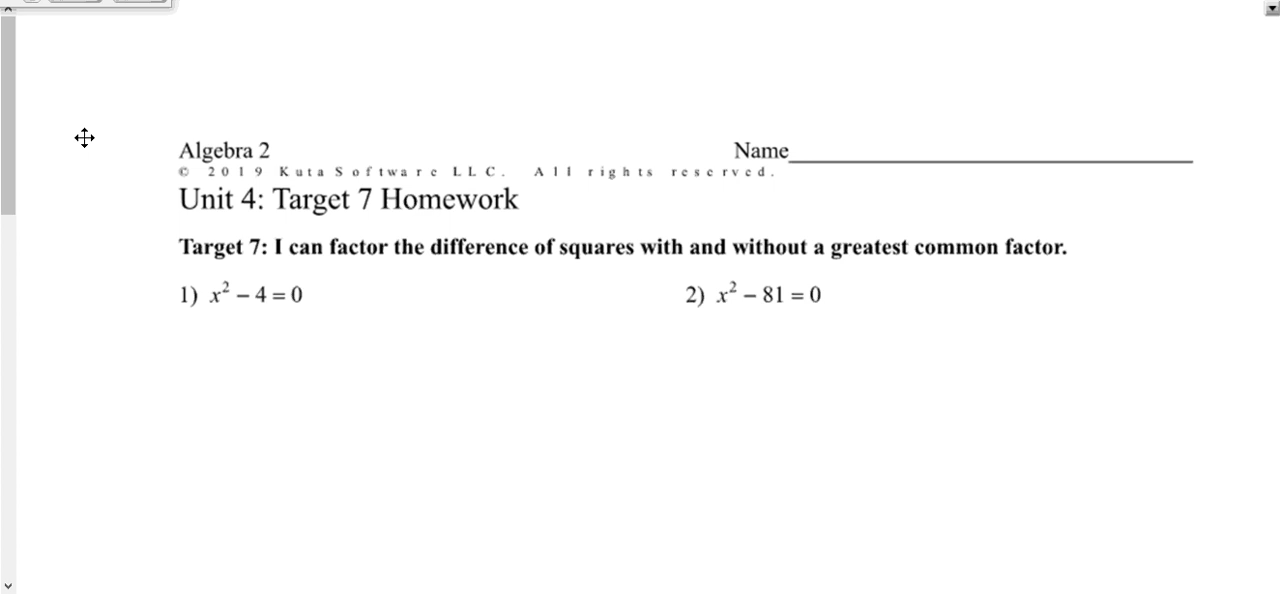 Algebra 2 Name
© 2019 Kuta Software LLC. All rights reserved.
Unit 4: Target 7 Homework
Target 7: I can factor the difference of squares with and without a greatest common factor.
1) x² – 4 = 0 2) x² – 81 = 0